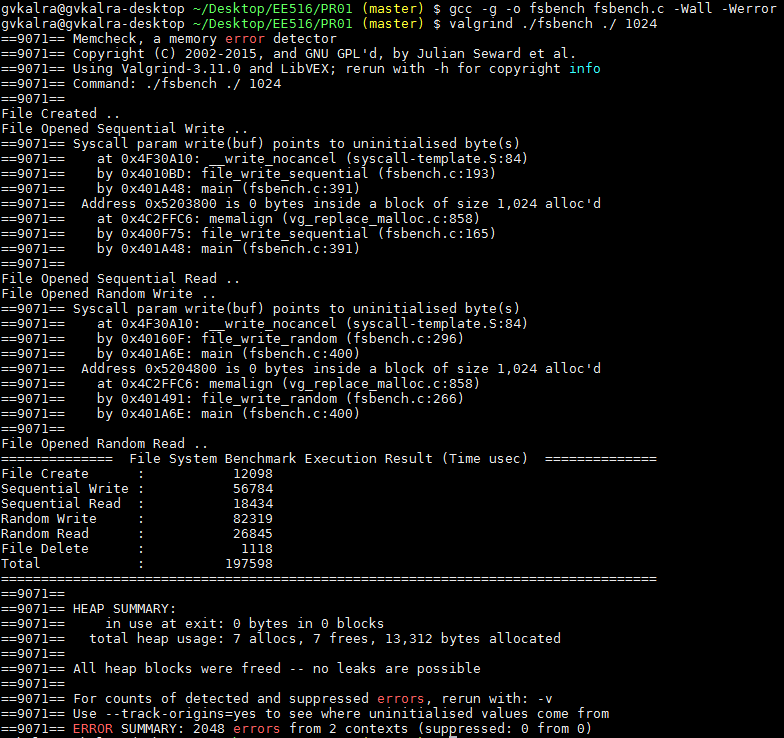 gvkalra@gvkalra-desktop ~/Desktop/EE516/PR01 (master) $ gcc -g -o fsbench fsbench.c -Wall -Werror
gvkalra@gvkalra-desktop ~/Desktop/EE516/PR01 (master) $ valgrind ./fsbench ./ 1024
==9071== Memcheck, a memory error detector
==9071== Copyright (C) 2002-2015, and GNU GPL'd, by Julian Seward et al.
==9071== Using Valgrind-3.11.0 and LibVEX; rerun with -h for copyright info
==9071== Command: ./fsbench ./ 1024
==9071==
File Created ..
File Opened Sequential Write ..
==9071== Syscall param write(buf) points to uninitialised byte(s)
==9071==    at 0x4F30A10: __write_nocancel (syscall-template.S:84)
==9071==    by 0x4010BD: file_write_sequential (fsbench.c:193)
==9071==    by 0x401A48: main (fsbench.c:391)
==9071==  Address 0x5203800 is 0 bytes inside a block of size 1,024 alloc'd
==9071==    at 0x4C2FFC6: memalign (vg_replace_malloc.c:858)
==9071==    by 0x400F75: file_write_sequential (fsbench.c:165)
==9071==    by 0x401A48: main (fsbench.c:391)
==9071==
File Opened Sequential Read ..
File Opened Random Write ..
==9071== Syscall param write(buf) points to uninitialised byte(s)
==9071==    at 0x4F30A10: __write_nocancel (syscall-template.S:84)
==9071==    by 0x40160F: file_write_random (fsbench.c:296)
==9071==    by 0x401A6E: main (fsbench.c:400)
==9071==  Address 0x5204800 is 0 bytes inside a block of size 1,024 alloc'd
==9071==    at 0x4C2FFC6: memalign (vg_replace_malloc.c:858)
==9071==    by 0x401491: file_write_random (fsbench.c:266)
==9071==    by 0x401A6E: main (fsbench.c:400)
==9071==
File Opened Random Read ..
==============  File System Benchmark Execution Result (Time usec)  ==============
File Create      :           12098
Sequential Write :           56784
Sequential Read  :           18434
Random Write     :           82319
Random Read      :           26845
File Delete      :            1118
Total            :          197598
==================================================================================
==9071==
==9071== HEAP SUMMARY:
==9071==     in use at exit: 0 bytes in 0 blocks
==9071==   total heap usage: 7 allocs, 7 frees, 13,312 bytes allocated
==9071==
==9071== All heap blocks were freed -- no leaks are possible
==9071==
==9071== For counts of detected and suppressed errors, rerun with: -v
==9071== Use --track-origins=yes to see where uninitialised values come from
==9071== ERROR SUMMARY: 2048 errors from 2 contexts (suppressed: 0 from 0)